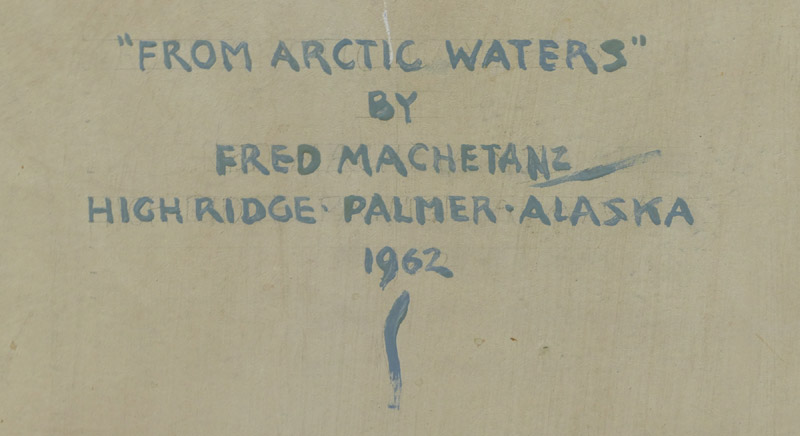 "FROM ARCTIC WATERS"
BY
FRED MACHETANZ
HIGH RIDGE· PALMER·ALASKA
1962